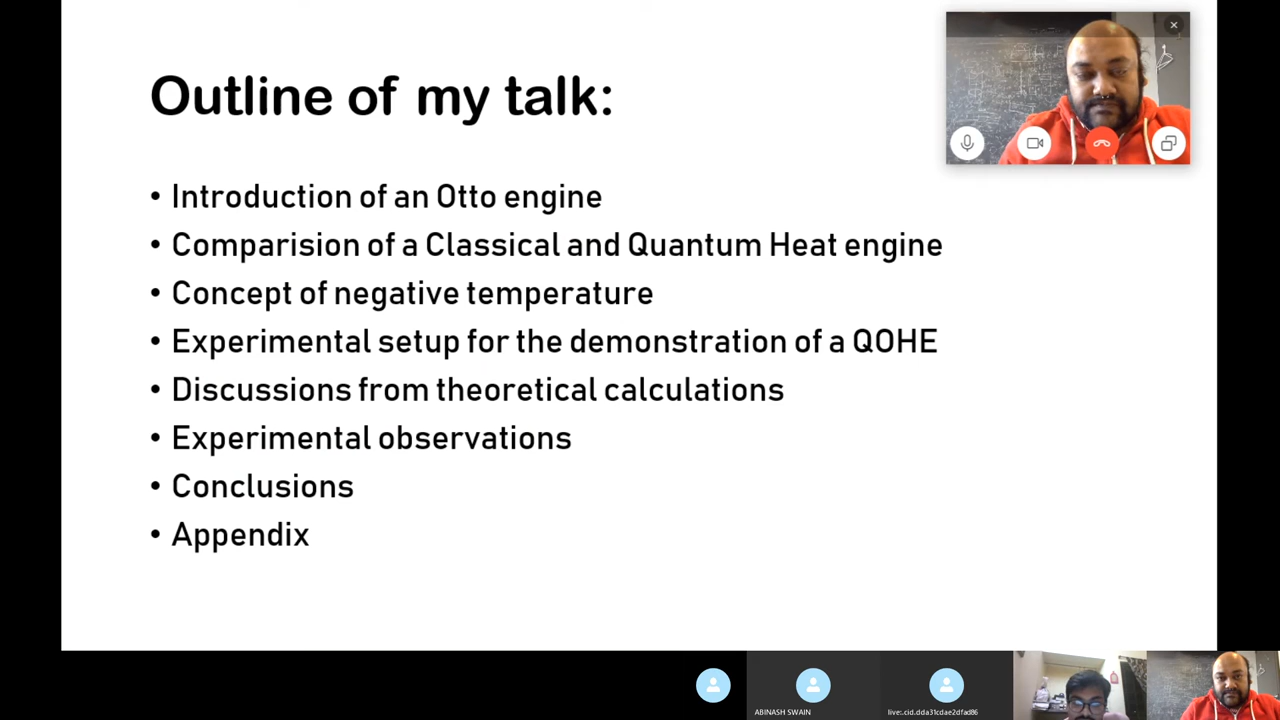 Outline of my talk:
• Introduction of an Otto engine
• Comparision of a Classical and Quantum Heat engine
• Concept of negative temperature
• Experimental setup for the demonstration of a QOHE
• Discussions from theoretical calculations
• Experimental observations
• Conclusions
• Appendix
ABINASH SWAIN
live:.cid.dda31cdae2dfad86